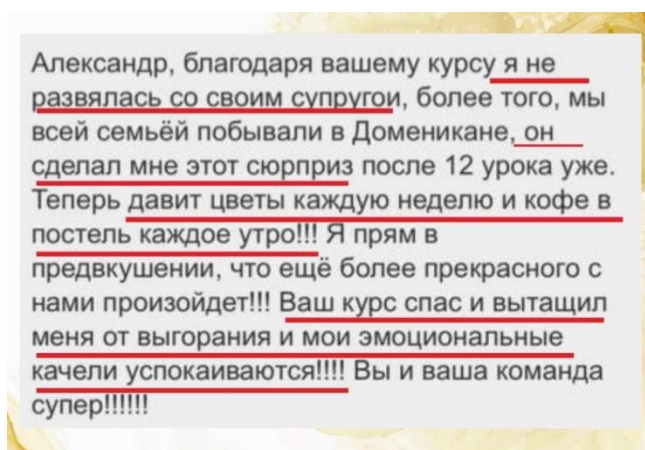 Александр, благодаря вашему курсу я не
развялась со своим супругои, более того, мы
всей семьёй побывали в Доменикане, он
сделал мне этот сюрприз после 12 урока уже.
Теперь давит цветы каждую неделю и кофе в
постель каждое утро!!! Я прям в
предвкушении, что ещё более прекрасного с
нами произойдет!!! Ваш курс спас и вытащил
меня от выгорания и мои эмоциональные
качели успокаиваются!!!! Вы и ваша команда
супер!!!!!!